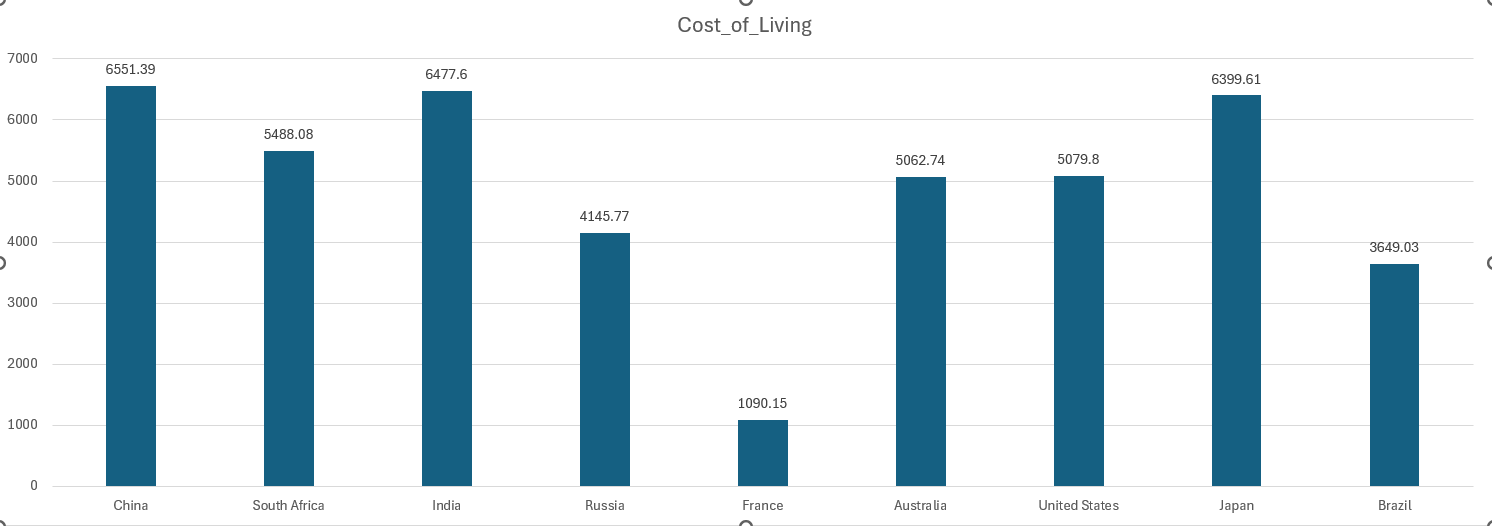 Cost_of_Living
7000
6000
5000
4000
3000
2000
1000
0
6551.39
5488.08
6477.6
4145.77
1090.15
5062.74
5079.8
6399.61
3649.03
China
South Africa
India
Russia
France
Australia
United States
Japan
Brazil